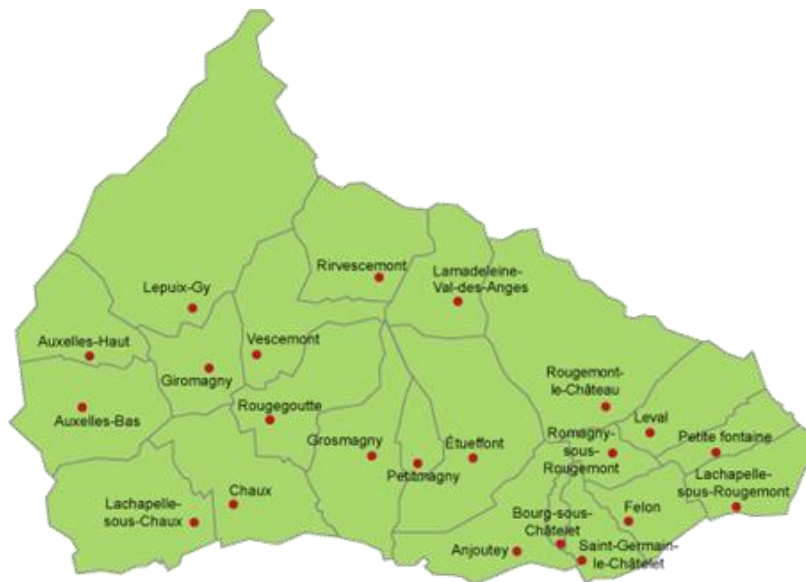 Rirvescemont
Lamadeleine-
Val-des-Anges
Lepuix-Gy
Auxelles-Haut
Vescemont
Giromagny
Rougemont-
le-Château
Auxelles-Bas
Rougegoutte
Leval
Romagny-
sous-
Rougemont
Petite fontaine
Grosmagny
Étueffont
Petitmagny
Lachapelle-
sous-Rougemont
Lachapelle-
sous-Chaux
Chaux
Bourg-sous-
Châtelet
Felon
Anjoutey
Saint-Germain-
le-Châtelet